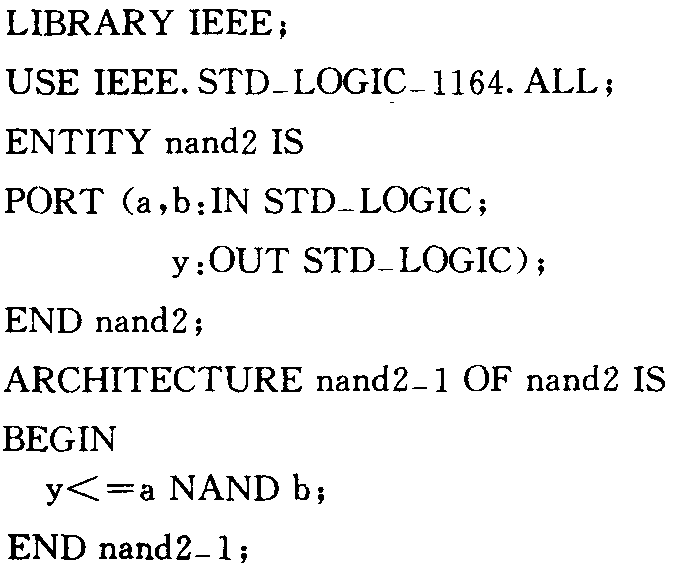 LIBRARY IEEE;
USE IEEE. STD_LOGIC_1164. ALL;
ENTITY nand2 IS
PORT (a,b:IN STD_LOGIC;
y:OUT STD_LOGIC);
END nand2;
ARCHITECTURE nand2_1 OF nand2 IS
BEGIN
y<=a NAND b;
END nand2_1;